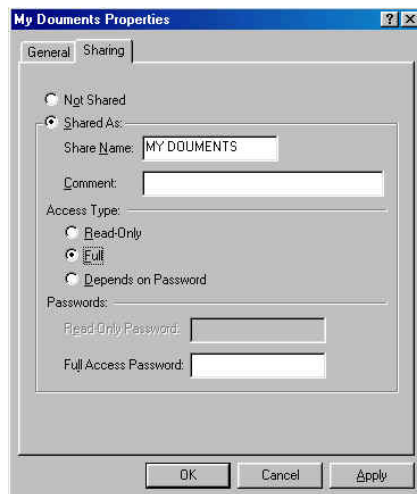 My Douments Properties
General Sharing
Not Shared
Shared As:
Share Name: MY DOUMENTS
Comment:
Access Type:
Read-Only
Full
Depends on Password
Passwords:
Read Only Password:
Full Access Password:
OK Cancel Apply